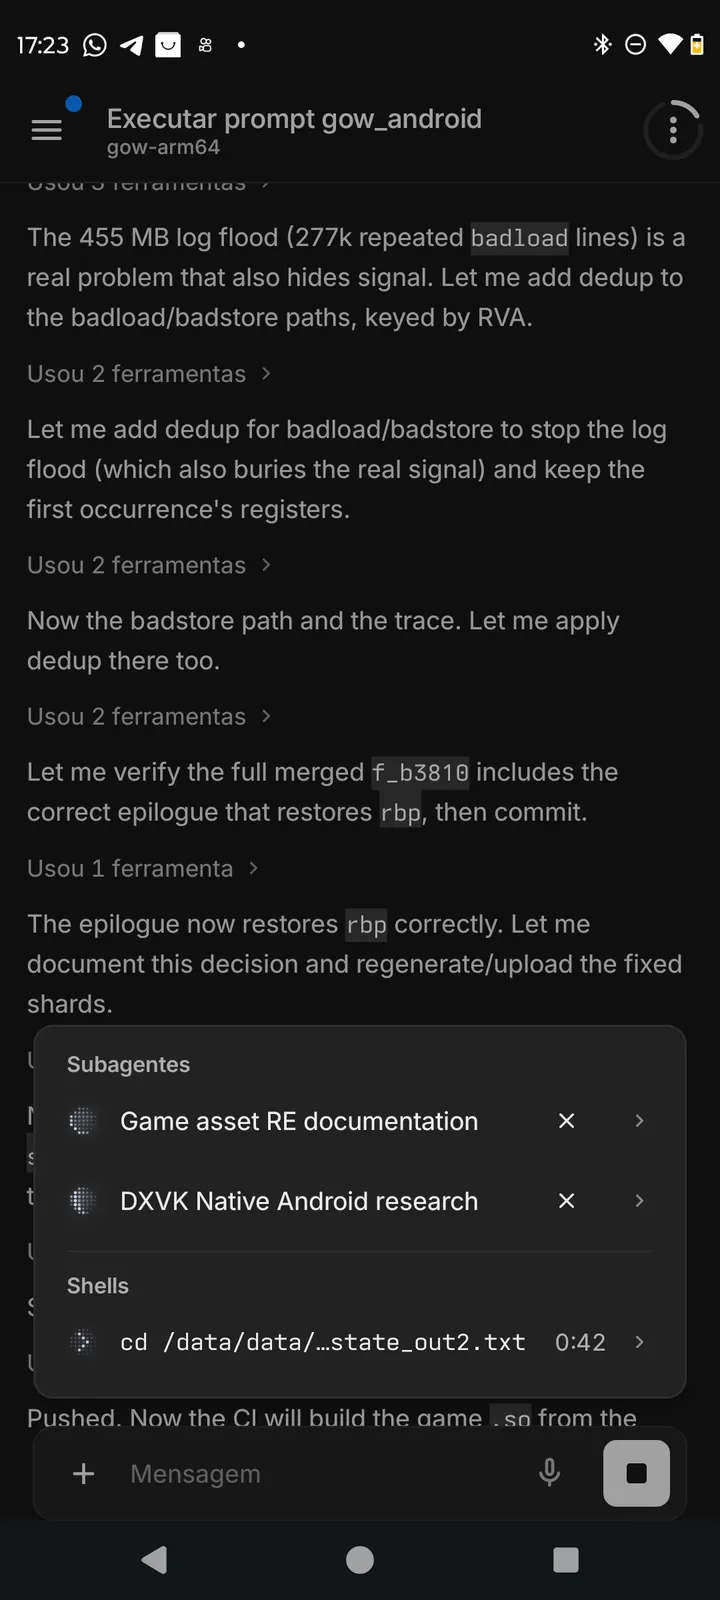 17:23
Executar prompt gow_android
gow-arm64
Usou 3 ferramentas
The 455 MB log flood (277k repeated badload lines) is a
real problem that also hides signal. Let me add dedup to
the badload/badstore paths, keyed by RVA.
Usou 2 ferramentas
Let me add dedup for badload/badstore to stop the log
flood (which also buries the real signal) and keep the
first occurrence's registers.
Usou 2 ferramentas
Now the badstore path and the trace. Let me apply
dedup there too.
Usou 2 ferramentas
Let me verify the full merged f_b3810 includes the
correct epilogue that restores rbp, then commit.
Usou 1 ferramenta
The epilogue now restores rbp correctly. Let me
document this decision and regenerate/upload the fixed
shards.
Subagentes
Game asset RE documentation
DXVK Native Android research
Shells
cd /data/data/…state_out2.txt 0:42
Pushed. Now the CI will build the game .so from the
Mensagem